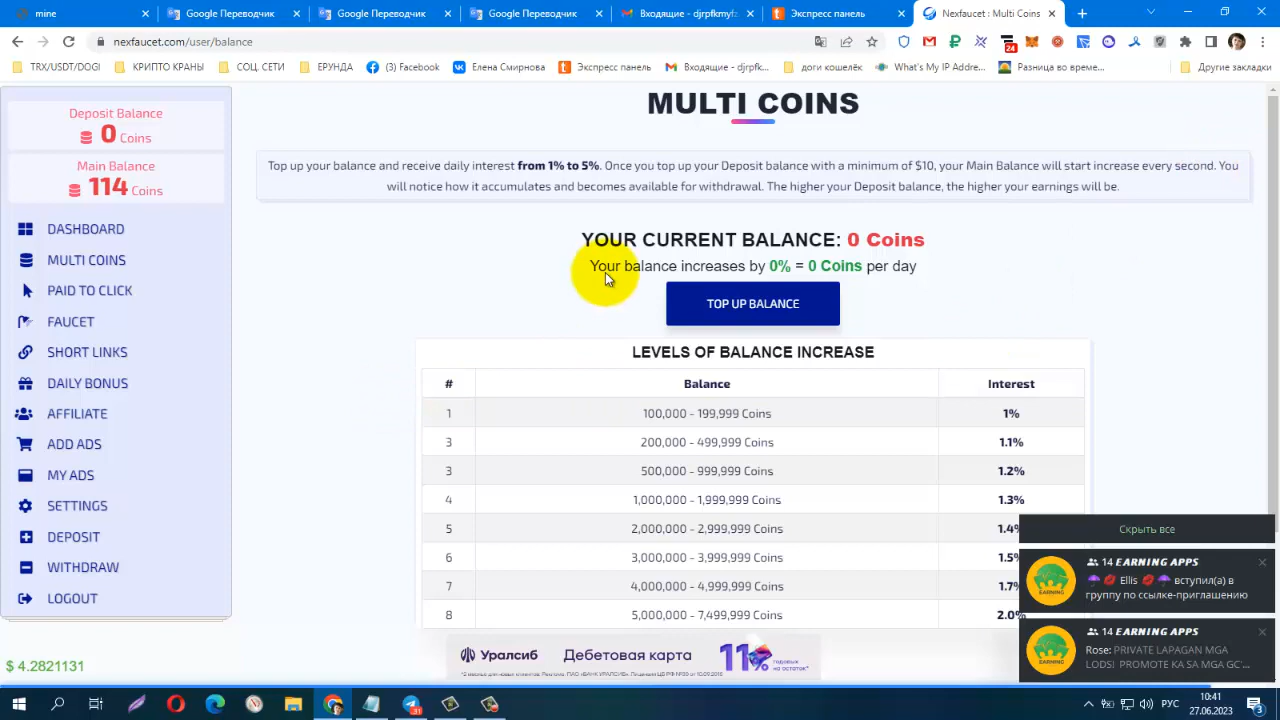 mine
Google Переводчик
Google Переводчик
Google Переводчик
Входящие - djrpfkmyfz
Экспресс панель
Nexfaucet : Multi Coins
nexfaucet.com/user/balance
24
TRX/USDT/DOGI
КРИПТО КРАНЫ
СОЦ. СЕТИ
ЕРУНДА
(3) Facebook
Елена Смирнова
Экспресс панель
Входящие - djrpfk...
доги кошелёк
What's My IP Addre...
Разница во време...
Другие закладки
Deposit Balance
0 Coins
Main Balance
114 Coins
DASHBOARD
MULTI COINS
PAID TO CLICK
FAUCET
SHORT LINKS
DAILY BONUS
AFFILIATE
ADD ADS
MY ADS
SETTINGS
DEPOSIT
WITHDRAW
LOGOUT
$ 4.2821131
MULTI COINS
Top up your balance and receive daily interest from 1% to 5%. Once you top up your Deposit balance with a minimum of $10, your Main Balance will start increase every second. You
will notice how it accumulates and becomes available for withdrawal. The higher your Deposit balance, the higher your earnings will be.
YOUR CURRENT BALANCE: 0 Coins
Your balance increases by 0% = 0 Coins per day
TOP UP BALANCE
LEVELS OF BALANCE INCREASE
# Balance Interest
1 100,000 - 199,999 Coins 1%
3 200,000 - 499,999 Coins 1.1%
3 500,000 - 999,999 Coins 1.2%
4 1,000,000 - 1,999,999 Coins 1.3%
5 2,000,000 - 2,999,999 Coins 1.4%
6 3,000,000 - 3,999,999 Coins 1.5%
7 4,000,000 - 4,999,999 Coins 1.7%
8 5,000,000 - 7,499,999 Coins 2.0%
Уралсиб Дебетовая карта 11% годовых на остаток*
Скрыть все
14 EARNING APPS
Ellis вступил(а) в
группу по ссылке-приглашению
EARNING
14 EARNING APPS
Rose: PRIVATE LAPAGAN MGA
LODSI PROMOTE KA SA MGA GC'...
EARNING
31
РУС
10:41
27.06.2023
3